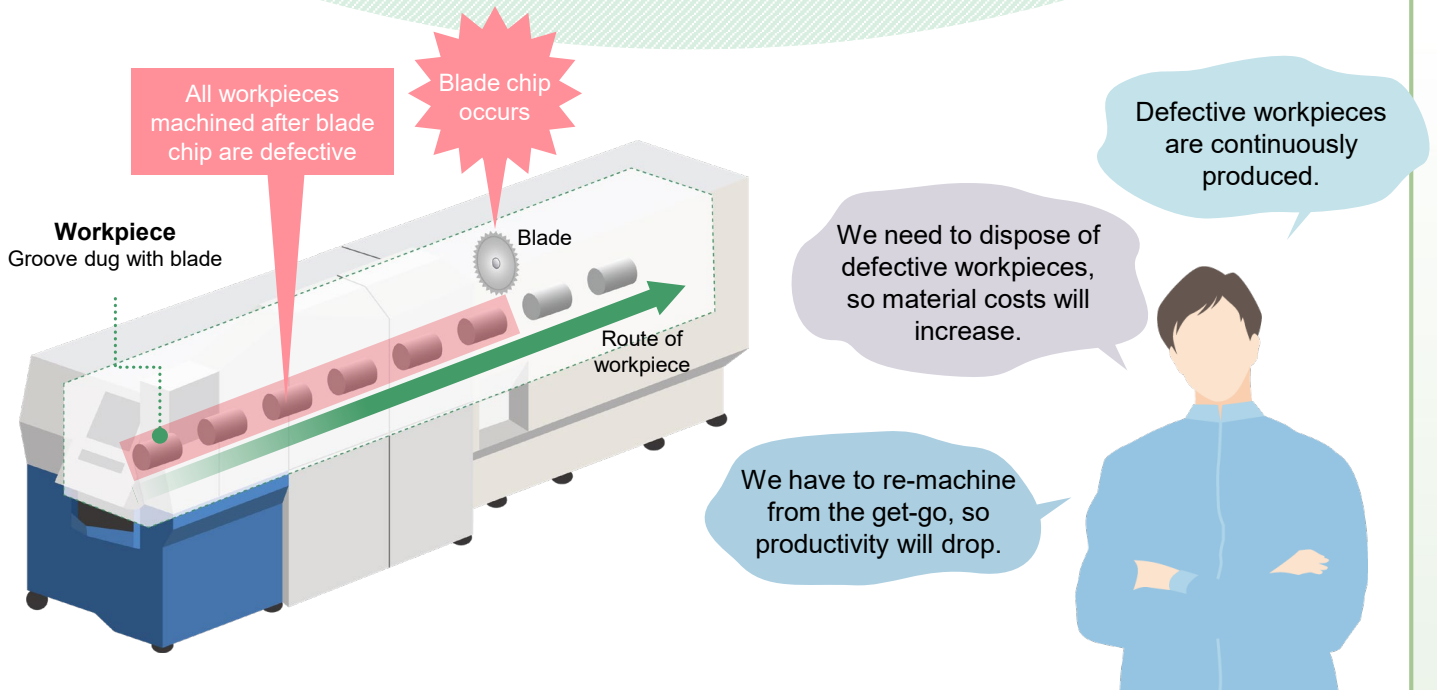 All workpieces
machined after blade
chip are defective
Blade chip
occurs
Workpiece
Groove dug with blade
Blade
Route of
workpiece
Defective workpieces
are continuously
produced.
We need to dispose of
defective workpieces,
so material costs will
increase.
We have to re-machine
from the get-go, so
productivity will drop.